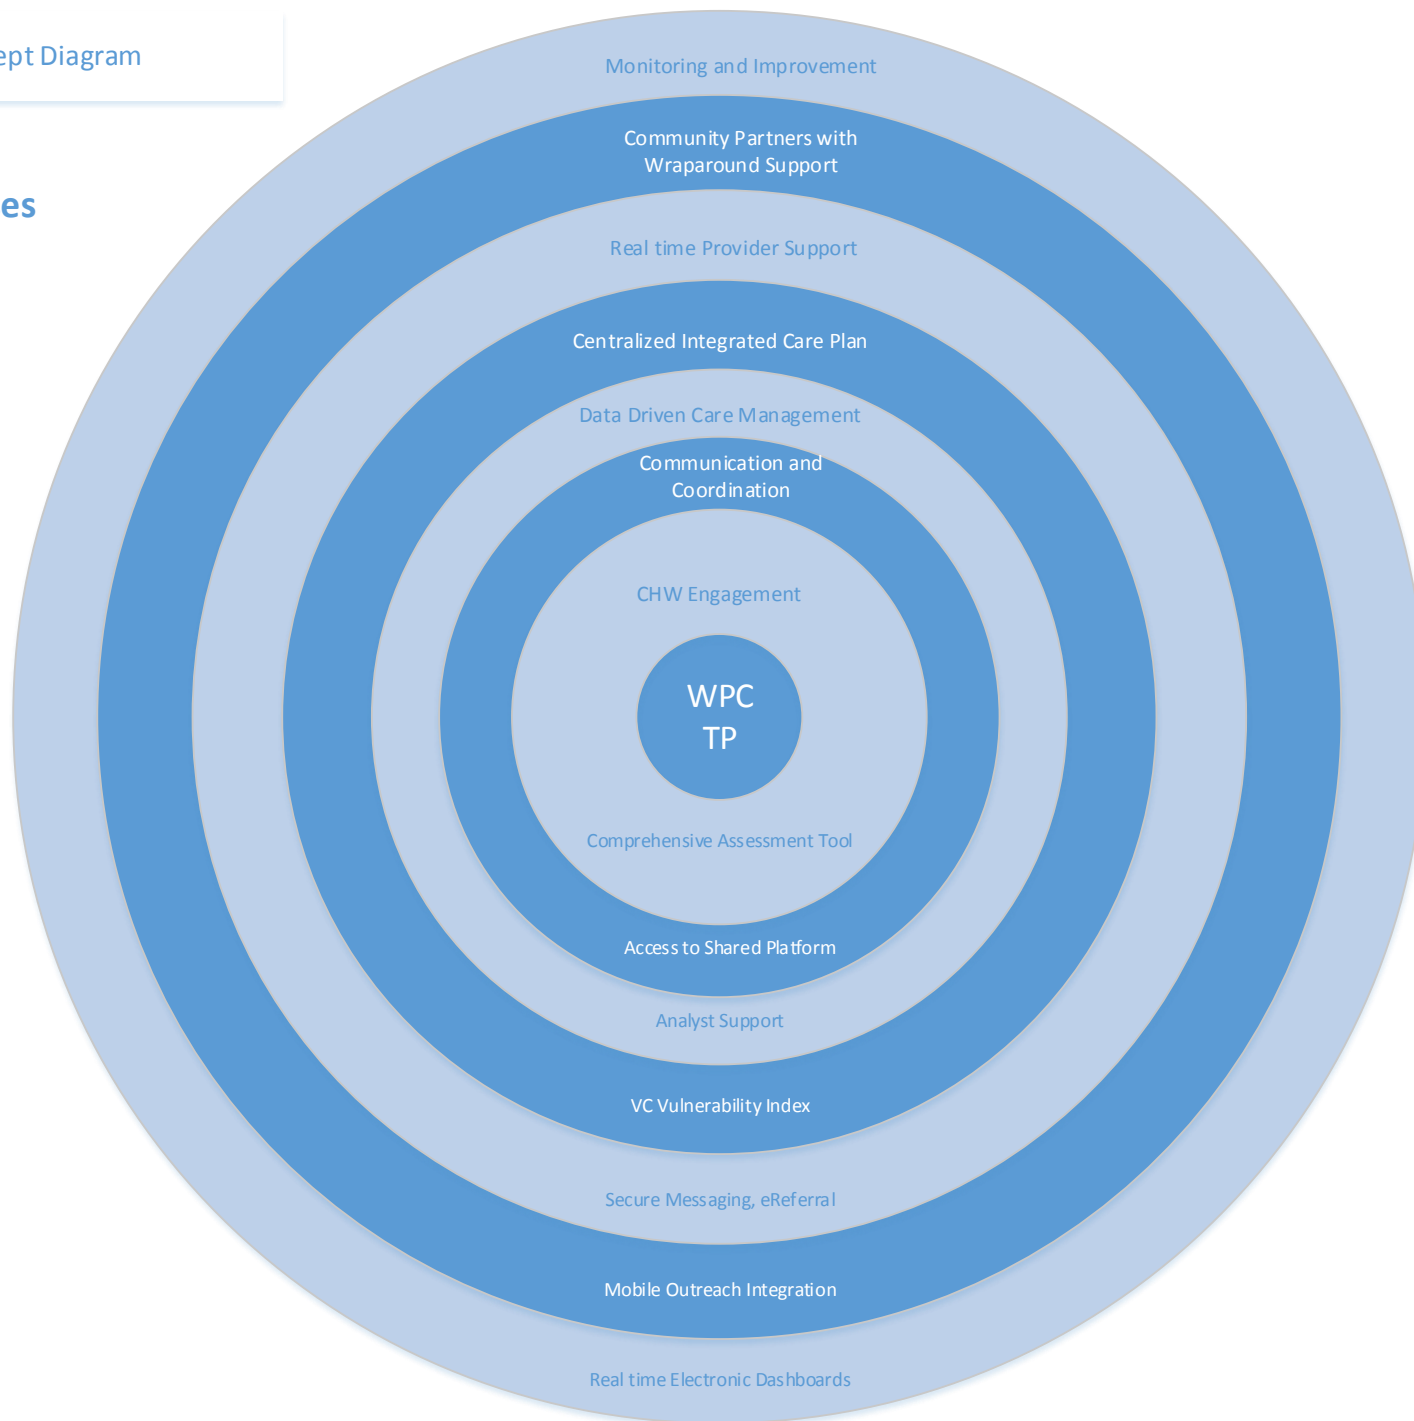 ept Diagram
es
Monitoring and Improvement
Community Partners with
Wraparound Support
Real time Provider Support
Centralized Integrated Care Plan
Data Driven Care Management
Communication and
Coordination
CHW Engagement
WPC
TP
Comprehensive Assessment Tool
Access to Shared Platform
Analyst Support
VC Vulnerability Index
Secure Messaging, eReferral
Mobile Outreach Integration
Real time Electronic Dashboards